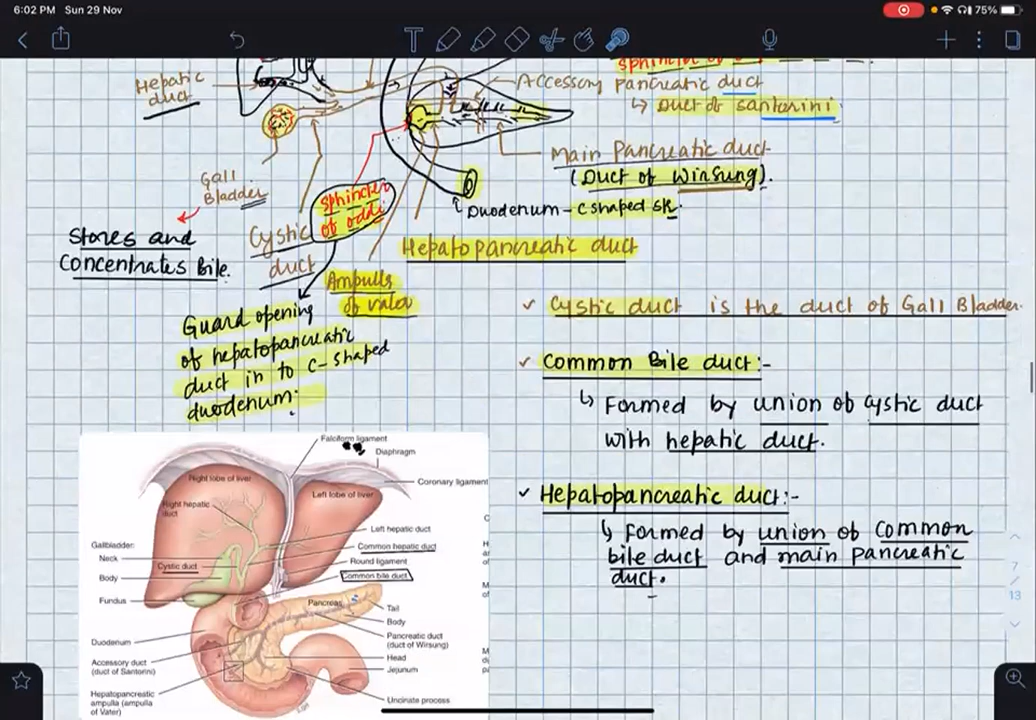 6:02 PM Sun 29 Nov
75%
Hepatic
duct
Accessory pancreatic duct
↳ Duct of santorini
Main Pancreatic duct
(Duct of Winsung).
Duodenum - C shaped
Gall
Bladder
Stores and
Concentrates Bile.
Cystic
duct
Sphincter
of oddi
Hepatopancreatic duct
Ampulla
of vator
Guard opening
of hepatopancreatic
duct in to C-shaped
duodenum.
✓ Cystic duct is the duct of Gall Bladder.
✓ Common Bile duct:-
↳ Formed by union of cystic duct
with hepatic duct.
✓ Hepatopancreatic duct:-
↳ Formed by union of common
bile duct and main pancreatic
duct.
Falciform ligament
Diaphragm
Coronary ligament
Right lobe of liver
Left lobe of liver
Right hepatic
duct
Left hepatic duct
Common hepatic duct
Round ligament
Common bile duct
Gallbladder:
Neck
Cystic duct
Body
Fundus
Pancreas:
Tail
Body
Pancreatic duct
(duct of Wirsung)
Head
Jejunum
Uncinate process
Duodenum
Accessory duct
(duct of Santorini)
Hepatopancreatic
ampulla (ampulla
of Vater)
7
13